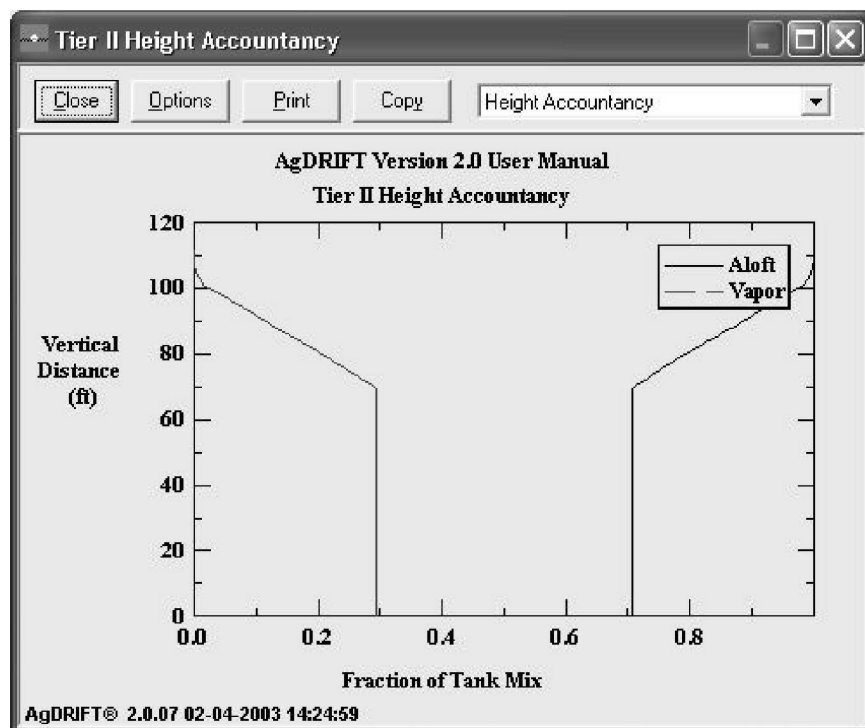 Tier II Height Accountancy
Close Options Print Copy Height Accountancy
AgDRIFT Version 2.0 User Manual
Tier II Height Accountancy
120
100
80
60
40
20
0
Vertical
Distance
(ft)
Aloft
Vapor
0.0 0.2 0.4 0.6 0.8
Fraction of Tank Mix
AgDRIFT® 2.0.07 02-04-2003 14:24:59